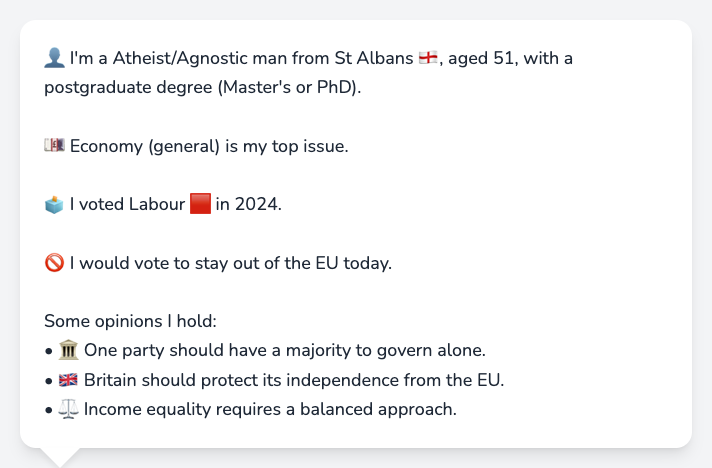 👤 I'm a Atheist/Agnostic man from St Albans 🏴󠁧󠁢󠁥󠁮󠁧󠁿, aged 51, with a
postgraduate degree (Master's or PhD).
💷 Economy (general) is my top issue.
🗳️ I voted Labour 🟥 in 2024.
🚫 I would vote to stay out of the EU today.
Some opinions I hold:
• 🏛️ One party should have a majority to govern alone.
• 🇬🇧 Britain should protect its independence from the EU.
• ⚖️ Income equality requires a balanced approach.